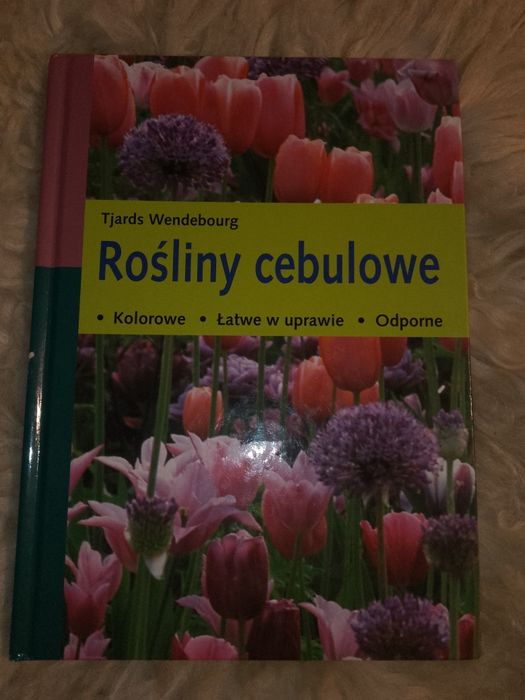 Tjards Wendebourg
Rośliny cebulowe
• Kolorowe • Łatwe w uprawie • Odporne